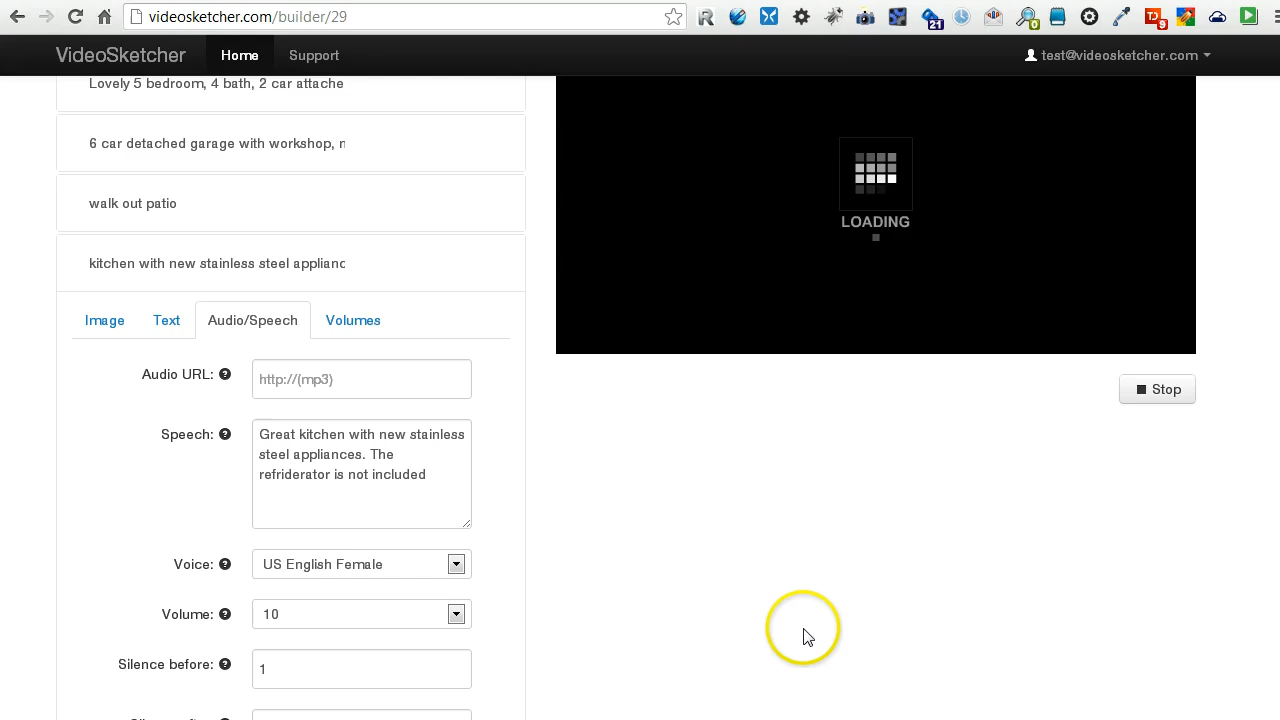 videosketcher.com/builder/29
21
0
9
VideoSketcher Home Support test@videosketcher.com
Lovely 5 bedroom, 4 bath, 2 car attache
6 car detached garage with workshop, n
walk out patio
kitchen with new stainless steel applianc
Image Text Audio/Speech Volumes
Audio URL: http://(mp3)
Speech: Great kitchen with new stainless
steel appliances. The
refriderator is not included
Voice: US English Female
Volume: 10
Silence before: 1
LOADING
Stop